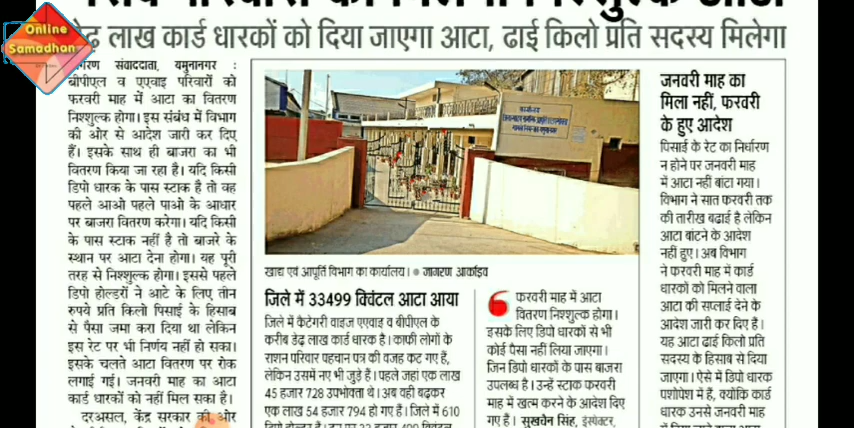 Online
Samadhan
डेढ़ लाख कार्ड धारकों को दिया जाएगा आटा, ढाई किलो प्रति सदस्य मिलेगा
संवाददाता, यमुनानगर :
बीपीएल व एएवाइ परिवारों को
फरवरी माह में आटा का वितरण
निश्शुल्क होगा। इस संबंध में विभाग
की ओर से आदेश जारी कर दिए
हैं। इसके साथ ही बाजरा का भी
वितरण किया जा रहा है। यदि किसी
डिपो धारक के पास स्टाक है तो वह
पहले आओ पहले पाओ के आधार
पर बाजरा वितरण करेगा। यदि किसी
के पास स्टाक नहीं है तो बाजरे के
स्थान पर आटा देना होगा। यह पूरी
तरह से निश्शुल्क होगा। इससे पहले
डिपो होल्डरों ने आटे के लिए तीन
रुपये प्रति किलो पिसाई के हिसाब
से पैसा जमा करा दिया था लेकिन
इस रेट पर भी निर्णय नहीं हो सका।
इसके चलते आटा वितरण पर रोक
लगाई गई। जनवरी माह का आटा
कार्ड धारकों को नहीं मिल सका है।
दरअसल, केंद्र सरकार की ओर
खाद्य एवं आपूर्ति विभाग का कार्यालय। ● जागरण आर्काइव
जिले में 33499 क्विंटल आटा आया
जिले में कैटेगरी वाइज एएवाइ व बीपीएल के
करीब डेढ़ लाख कार्ड धारक है। काफी लोगों के
राशन परिवार पहचान पत्र की वजह कट गए हैं,
लेकिन उसमें नए भी जुड़े हैं। पहले जहां एक लाख
45 हजार 728 उपभोक्ता थे। अब वही बढ़कर
एक लाख 54 हजार 794 हो गए हैं। जिले में 610
फरवरी माह में आटा
वितरण निश्शुल्क होगा।
इसके लिए डिपो धारकों से भी
कोई पैसा नहीं लिया जाएगा।
जिन डिपो धारकों के पास बाजरा
उपलब्ध है। उन्हें स्टाक फरवरी
माह में खत्म करने के आदेश दिए
गए हैं। सुखचैन सिंह, इंस्पेक्टर,
जनवरी माह का
मिला नहीं, फरवरी
के हुए आदेश
पिसाई के रेट का निर्धारण
न होने पर जनवरी माह
में आटा नहीं बांटा गया।
विभाग ने सात फरवरी तक
की तारीख बढाई है लेकिन
आटा बांटने के आदेश
नहीं हुए। अब विभाग
ने फरवरी माह में कार्ड
धारकों को मिलने वाला
आटा की सप्लाई देने के
आदेश जारी कर दिए है।
यह आटा ढाई किलो प्रति
सदस्य के हिसाब से दिया
जाएगा। ऐसे में डिपो धारक
पशोपेश में हैं, क्योंकि कार्ड
धारक उनसे जनवरी माह